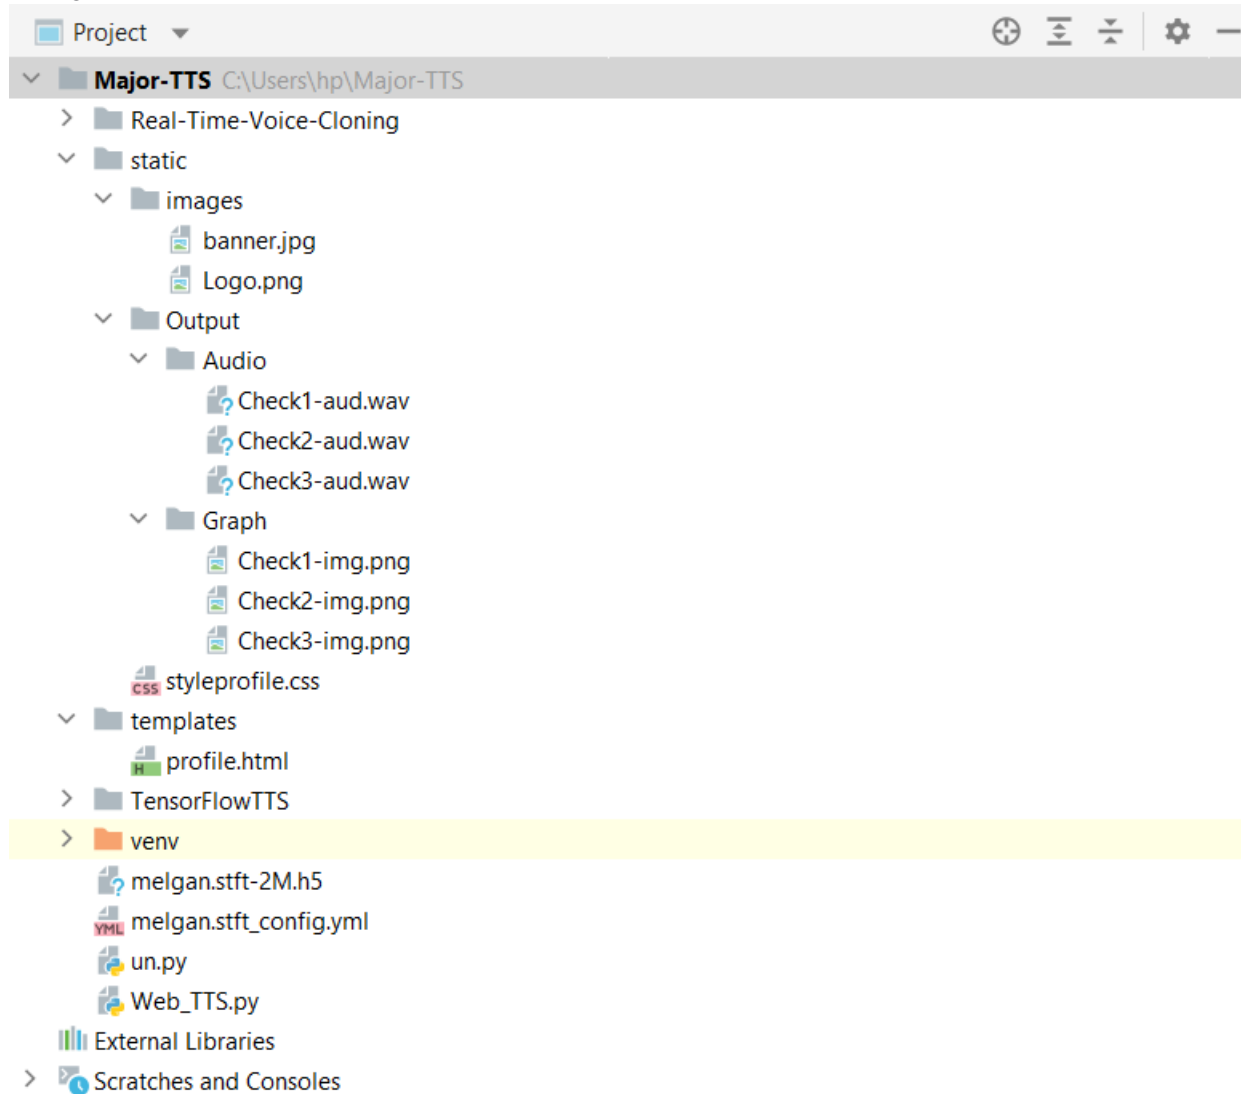 Project
Major-TTS C:\Users\hp\Major-TTS
Real-Time-Voice-Cloning
static
images
banner.jpg
Logo.png
Output
Audio
Check1-aud.wav
Check2-aud.wav
Check3-aud.wav
Graph
Check1-img.png
Check2-img.png
Check3-img.png
CSS styleprofile.css
templates
H profile.html
TensorFlowTTS
venv
melgan.stft-2M.h5
YML melgan.stft_config.yml
un.py
Web_TTS.py
External Libraries
Scratches and Consoles